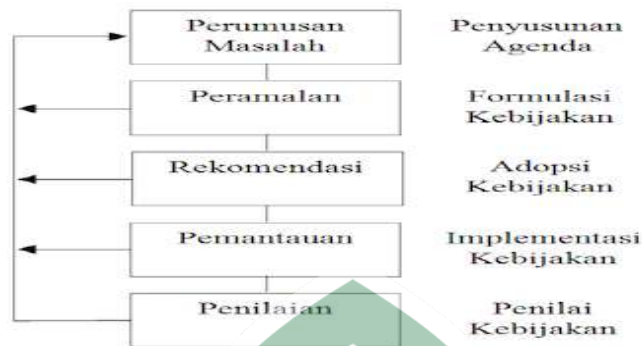 Perumusan
Masalah
Penyusunan
Agenda
Peramalan
Formulasi
Kebijakan
Rekomendasi
Adopsi
Kebijakan
Pemantauan
Implementasi
Kebijakan
Penilaian
Penilai
Kebijakan